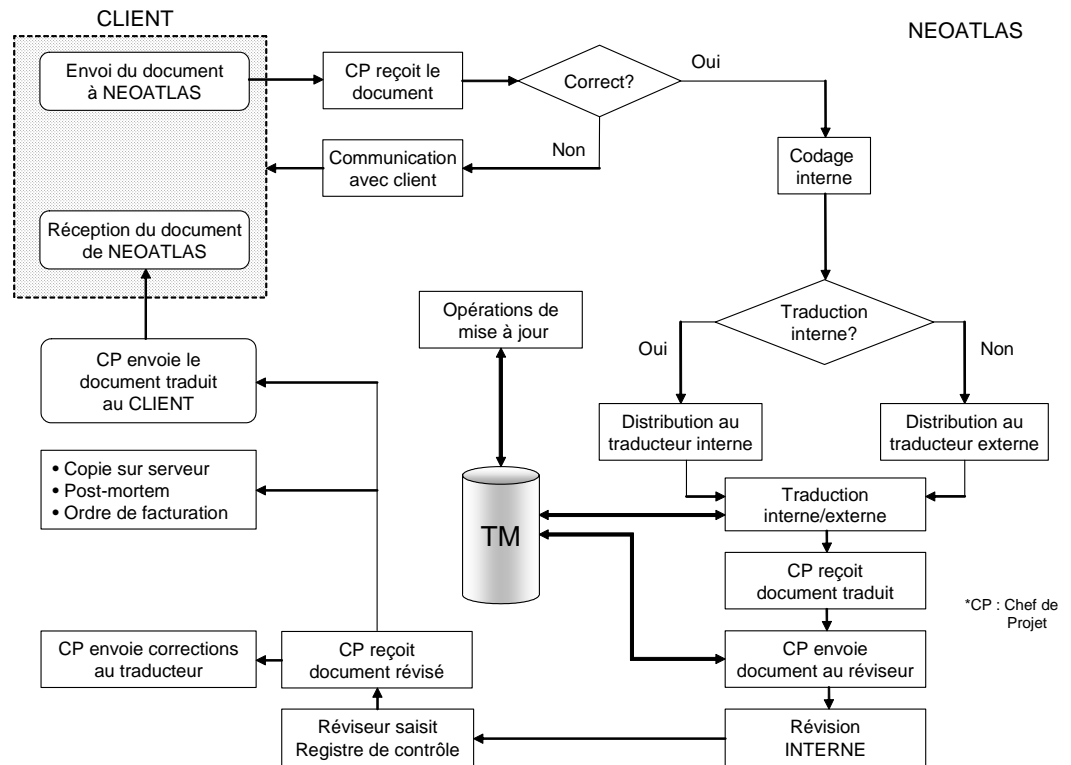 CLIENT
NEOATLAS
Envoi du document
à NEOATLAS
CP reçoit le
document
Correct?
Oui
Non
Communication
avec client
Codage
interne
Réception du document
de NEOATLAS
Traduction
interne?
Oui
Non
Opérations de
mise à jour
CP envoie le
document traduit
au CLIENT
Distribution au
traducteur interne
Distribution au
traducteur externe
• Copie sur serveur
• Post-mortem
• Ordre de facturation
TM
Traduction
interne/externe
CP reçoit
document traduit
*CP : Chef de
Projet
CP envoie corrections
au traducteur
CP reçoit
document révisé
CP envoie
document au réviseur
Réviseur saisit
Registre de contrôle
Révision
INTERNE